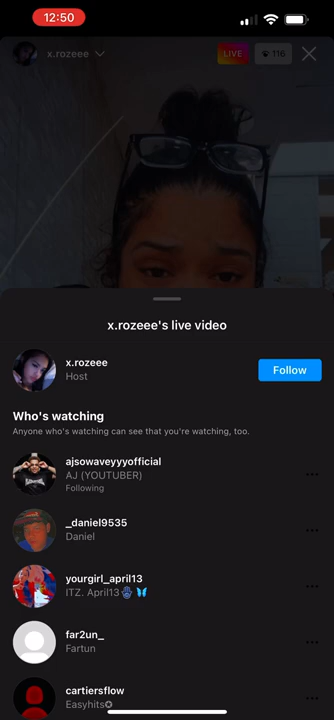 12:50
x.rozeee
LIVE
116
x.rozeee's live video
x.rozeee
Host
Follow
Who's watching
Anyone who's watching can see that you're watching, too.
ajsowaveyyyofficial
AJ (YOUTUBER)
Following
_daniel9535
Daniel
yourgirl_april13
ITZ. April13🪬🦋
far2un_
Fartun
cartiersflow
Easyhits✪